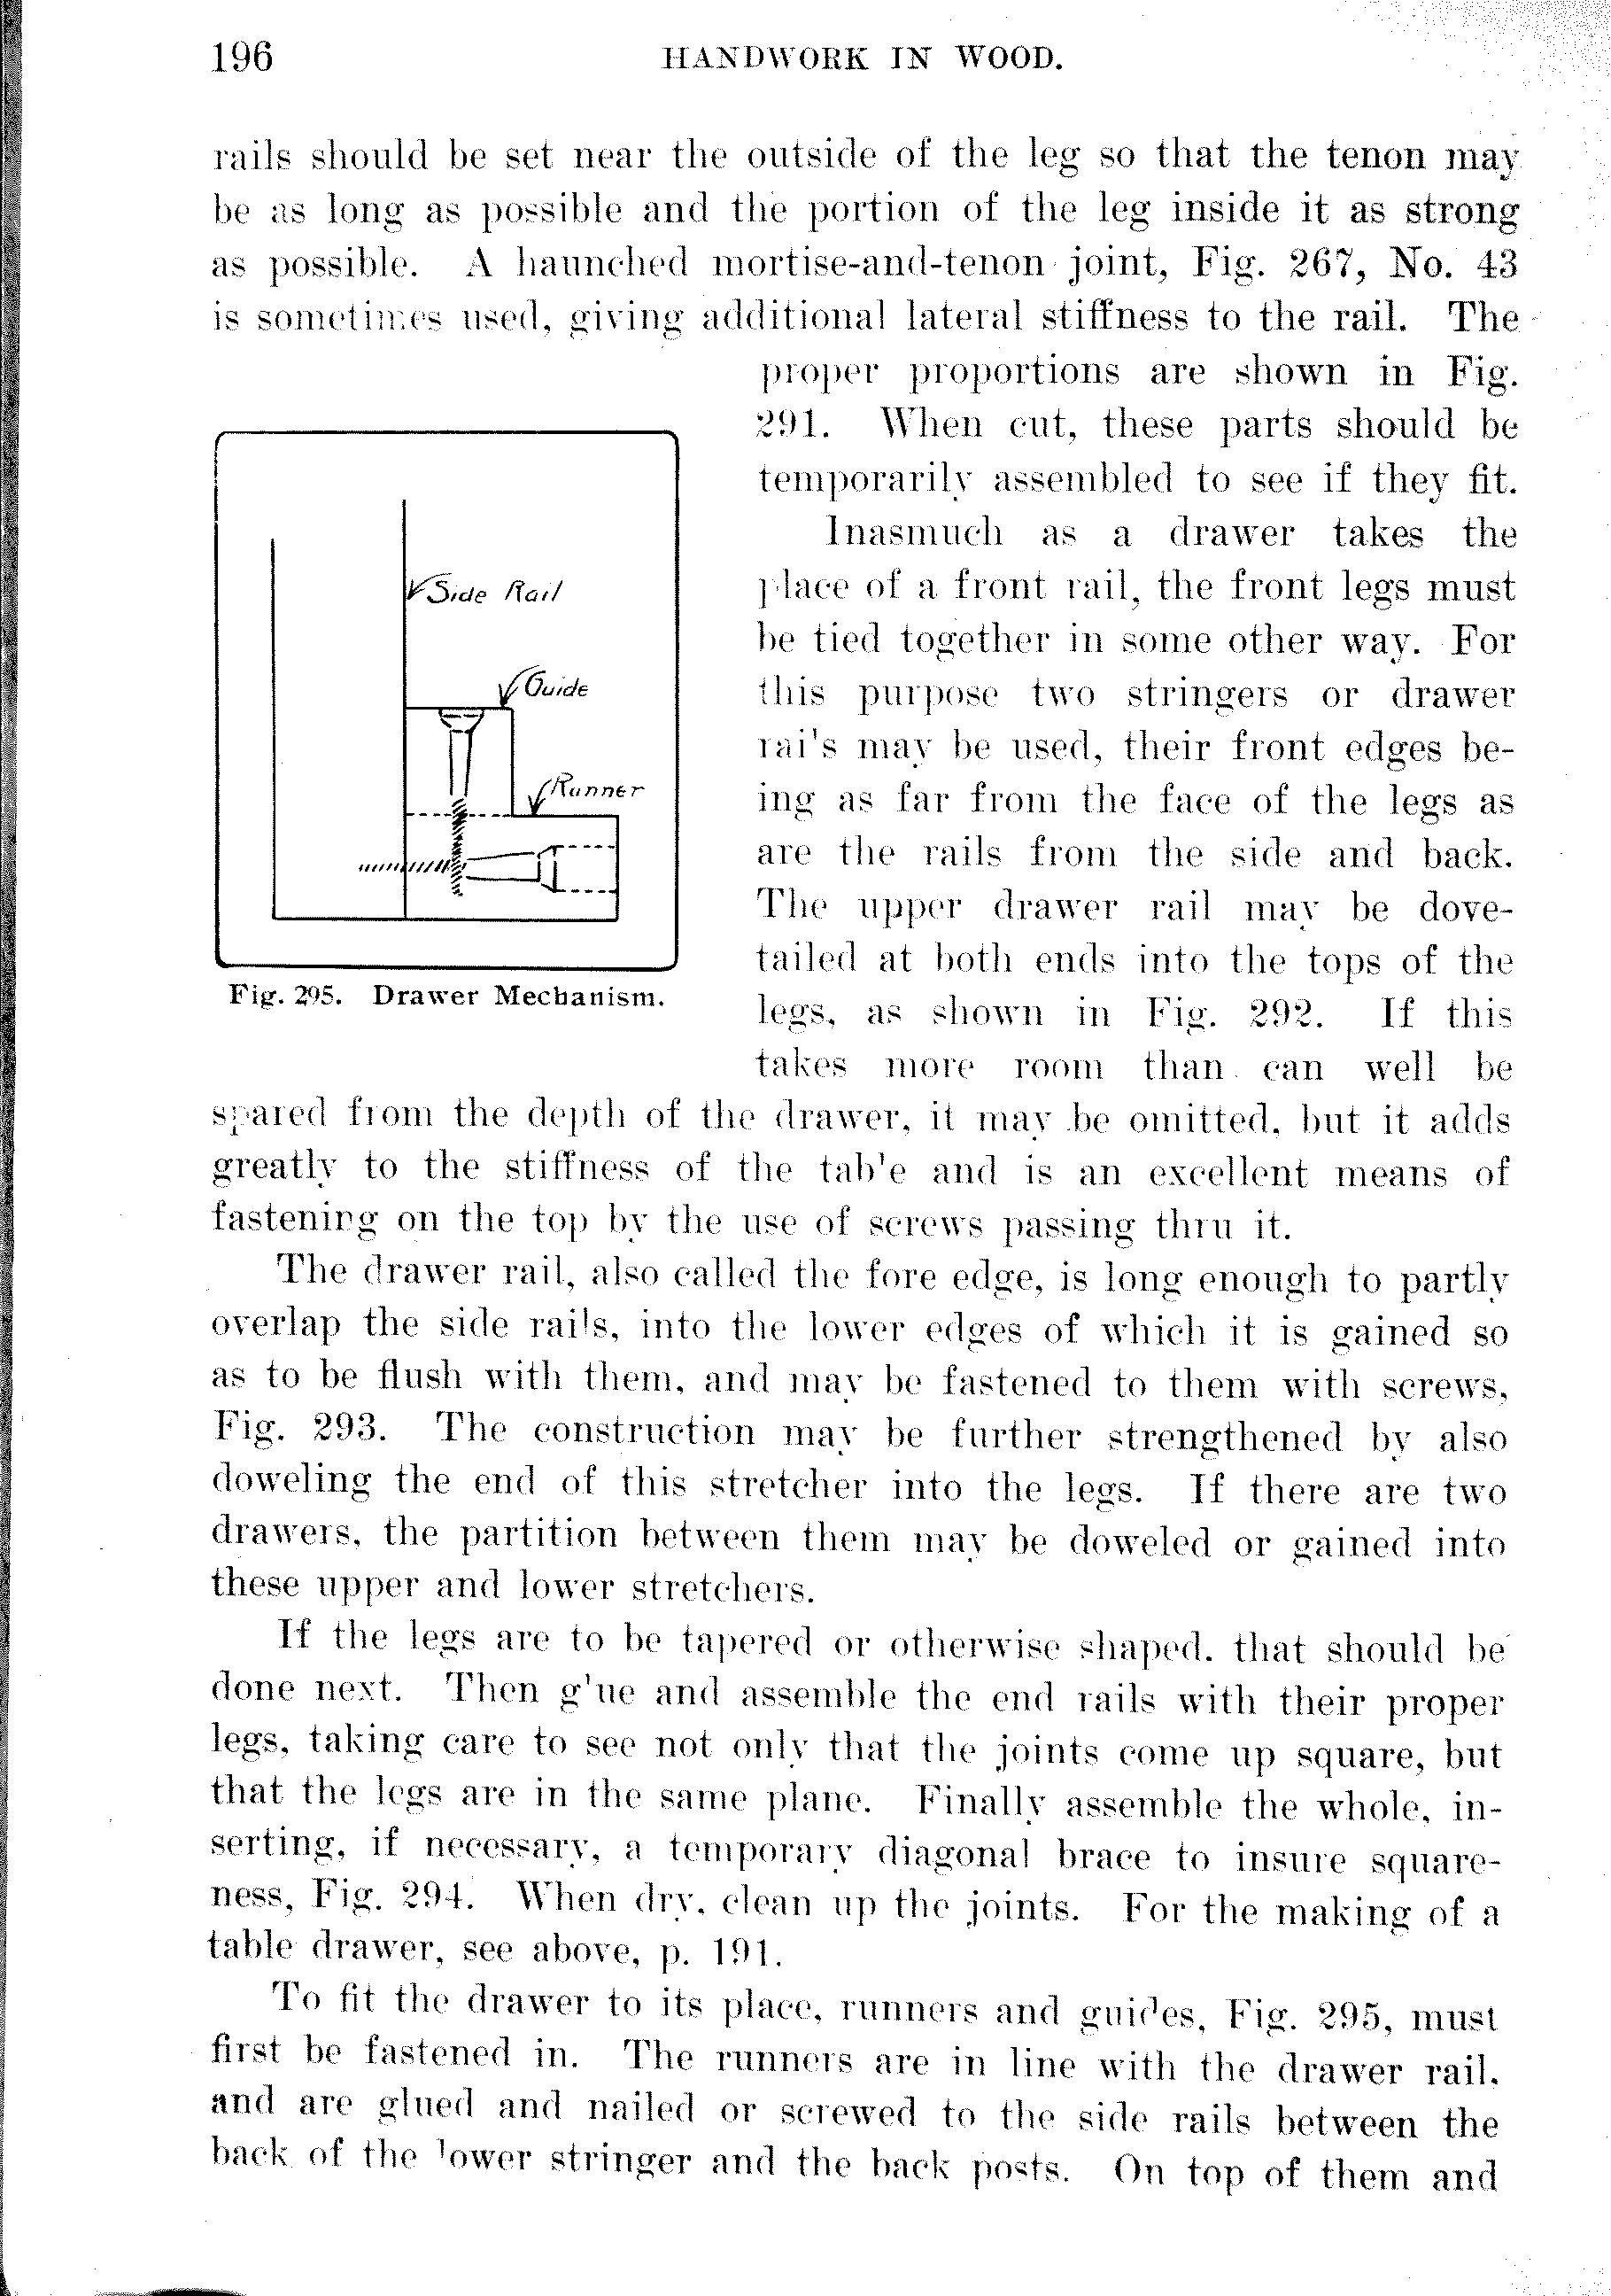 196
HANDWORK IN WOOD.
rails should be set near the outside of the leg so that the tenon may
be as long as possible and the portion of the leg inside it as strong
as possible. A haunched mortise-and-tenon joint, Fig. 267, No. 43
is sometimes used, giving additional lateral stiffness to the rail. The
proper proportions are shown in Fig.
291. When cut, these parts should be
temporarily assembled to see if they fit.
Inasmuch as a drawer takes the
place of a front rail, the front legs must
be tied together in some other way. For
this purpose two stringers or drawer
rails may be used, their front edges be-
ing as far from the face of the legs as
are the rails from the side and back.
The upper drawer rail may be dove-
tailed at both ends into the tops of the
legs, as shown in Fig. 292. If this
takes more room than can well be
Side Rail
Guide
Runner
Fig. 295. Drawer Mechanism.
spared from the depth of the drawer, it may be omitted, but it adds
greatly to the stiffness of the table and is an excellent means of
fastening on the top by the use of screws passing thru it.
The drawer rail, also called the fore edge, is long enough to partly
overlap the side rails, into the lower edges of which it is gained so
as to be flush with them, and may be fastened to them with screws,
Fig. 293. The construction may be further strengthened by also
doweling the end of this stretcher into the legs. If there are two
drawers, the partition between them may be doweled or gained into
these upper and lower stretchers.
If the legs are to be tapered or otherwise shaped, that should be
done next. Then glue and assemble the end rails with their proper
legs, taking care to see not only that the joints come up square, but
that the legs are in the same plane. Finally assemble the whole, in-
serting, if necessary, a temporary diagonal brace to insure square-
ness, Fig. 294. When dry, clean up the joints. For the making of a
table drawer, see above, p. 191.
To fit the drawer to its place, runners and guides, Fig. 295, must
first be fastened in. The runners are in line with the drawer rail,
and are glued and nailed or screwed to the side rails between the
back of the lower stringer and the back posts. On top of them and